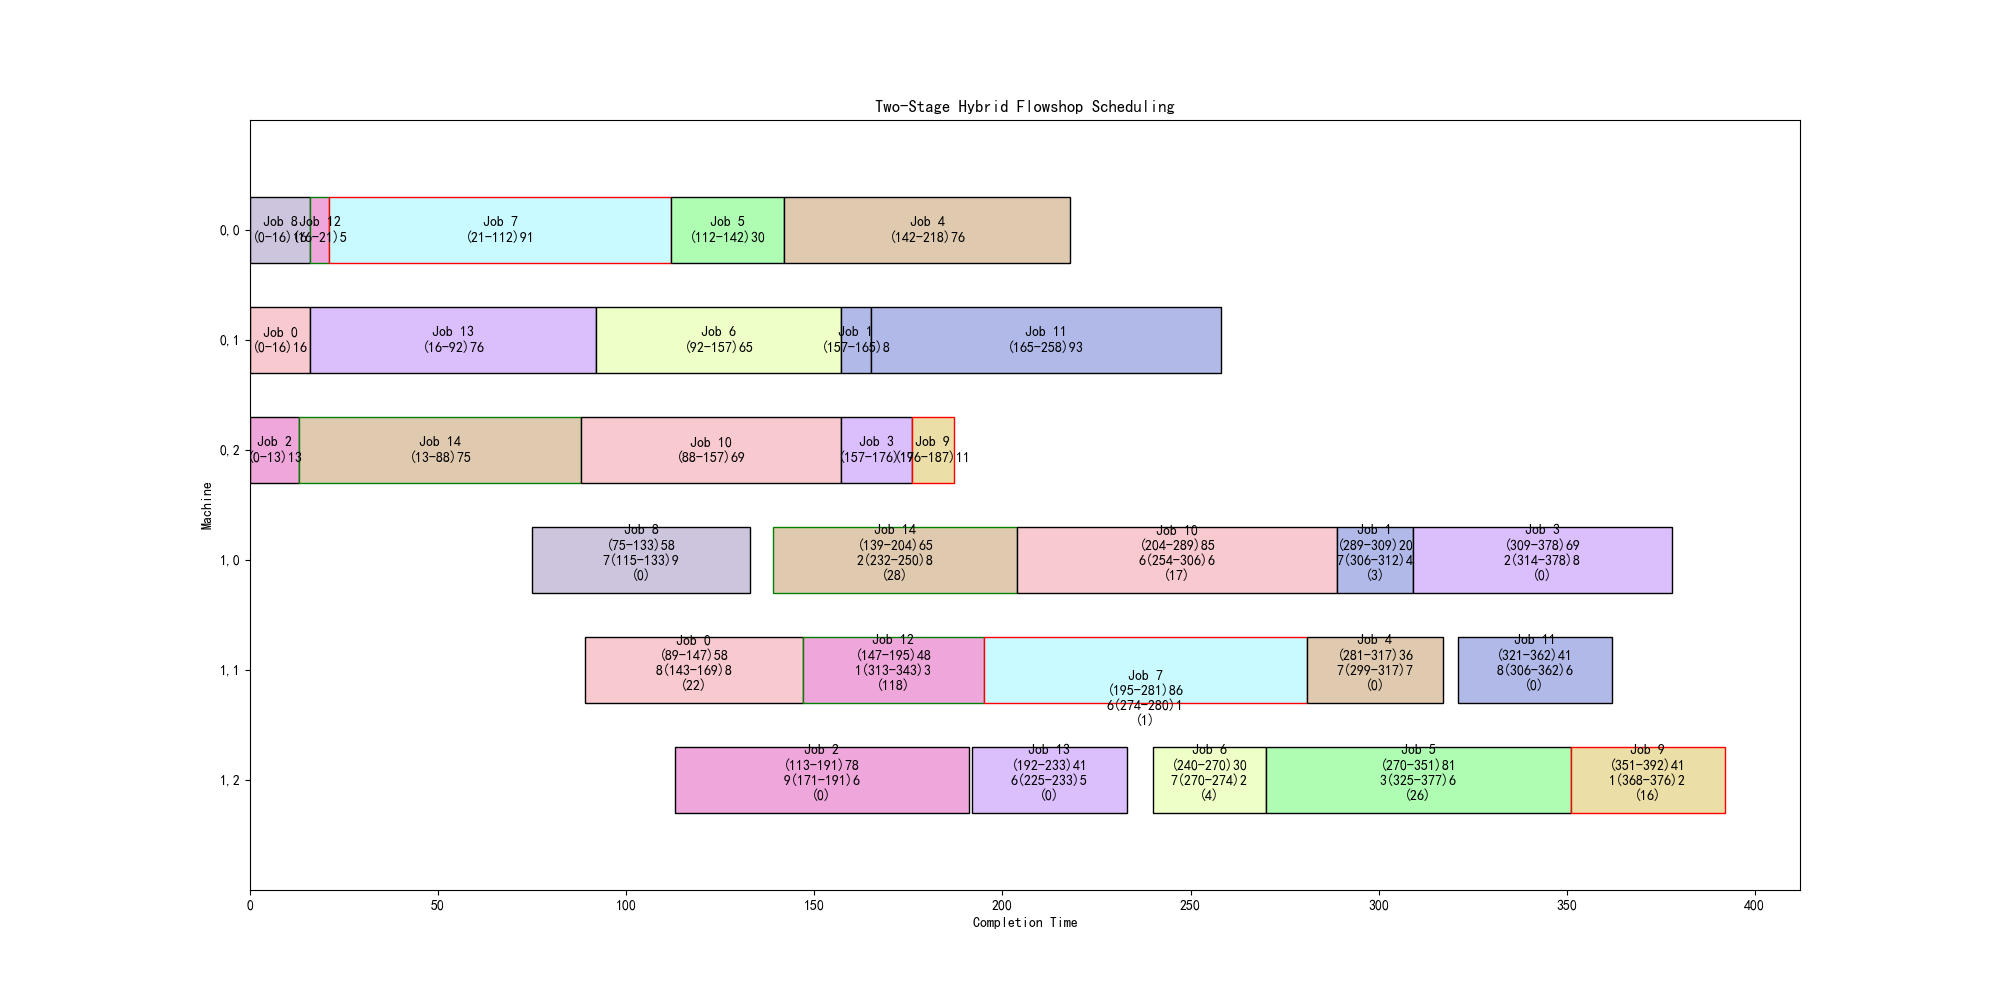 Two-Stage Hybrid Flowshop Scheduling
0,0
Job 8
(0-16)16
Job 12
(16-21)5
Job 7
(21-112)91
Job 5
(112-142)30
Job 4
(142-218)76
0,1
Job 0
(0-16)16
Job 13
(16-92)76
Job 6
(92-157)65
Job 1
(157-165)8
Job 11
(165-258)93
0,2
Job 2
(0-13)13
Job 14
(13-88)75
Job 10
(88-157)69
Job 3
(157-176)19
Job 9
(176-187)11
Machine
1,0
Job 8
(75-133)58
7(115-133)9
(0)
Job 14
(139-204)65
2(232-250)8
(28)
Job 10
(204-289)85
6(254-306)6
(17)
Job 1
(289-309)20
7(306-312)4
(3)
Job 3
(309-378)69
2(314-378)8
(0)
1,1
Job 0
(89-147)58
8(143-169)8
(22)
Job 12
(147-195)48
1(313-343)3
(118)
Job 7
(195-281)86
6(274-280)1
(1)
Job 4
(281-317)36
7(299-317)7
(0)
Job 11
(321-362)41
8(306-362)6
(0)
1,2
Job 2
(113-191)78
9(171-191)6
(0)
Job 13
(192-233)41
6(225-233)5
(0)
Job 6
(240-270)30
7(270-274)2
(4)
Job 5
(270-351)81
3(325-377)6
(26)
Job 9
(351-392)41
1(368-376)2
(16)
0
50
100
150
200
250
300
350
400
Completion Time